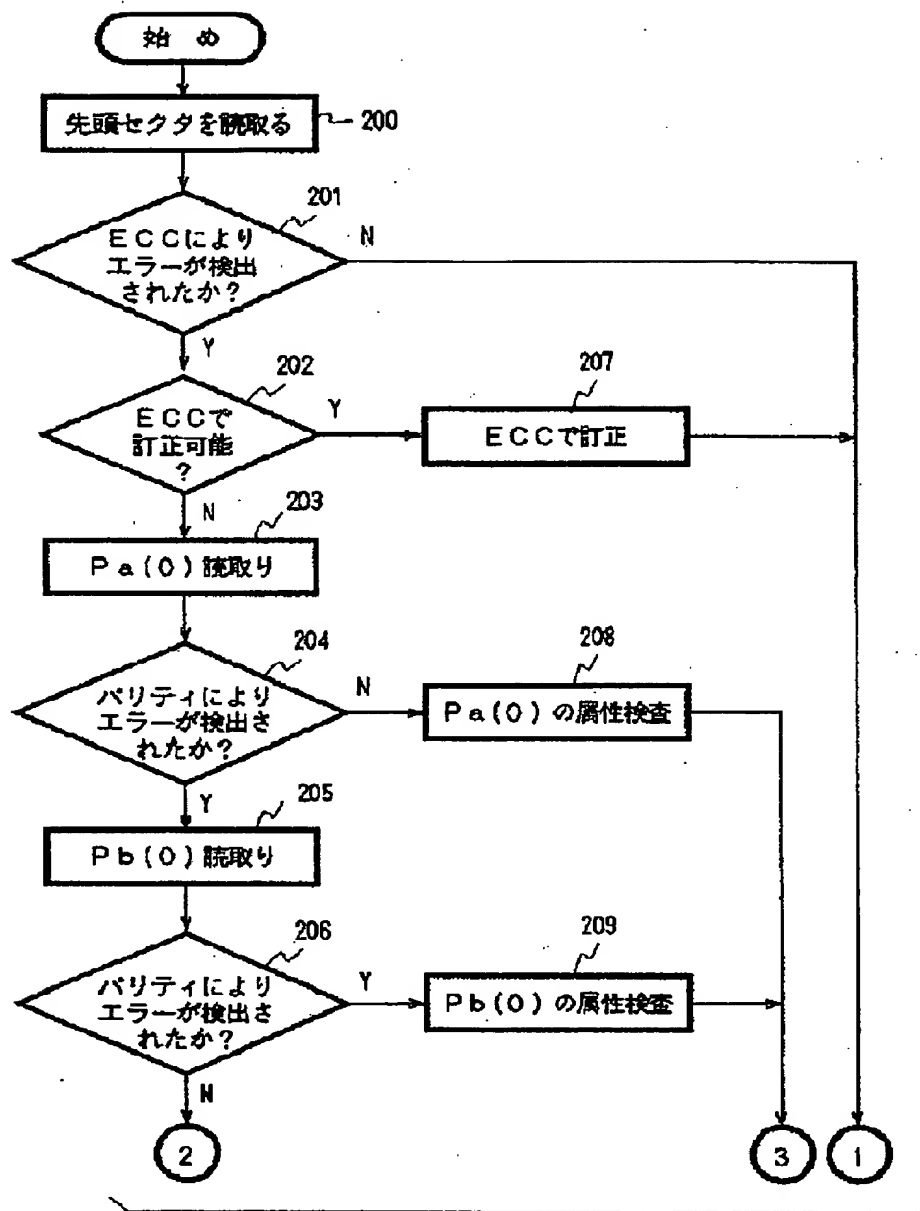 始め
先頭セクタを読取る
200
201
ECCにより
エラーが検出
されたか?
N
Y
202
ECCで
訂正可能
?
Y
207
ECCで訂正
N
203
Pa(0)読取り
204
パリティにより
エラーが検出さ
れたか?
N
208
Pa(0)の属性検査
Y
205
Pb(0)読取り
206
パリティにより
エラーが検出さ
れたか?
Y
209
Pb(0)の属性検査
N
2
3
1